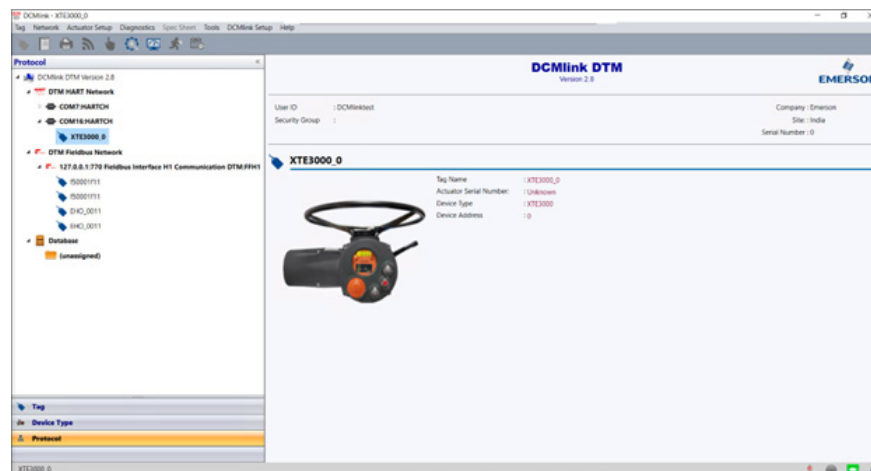 DCMlink - XTE3000_0
Tag Network Actuator Setup Diagnostics Spec Sheet Tools DCMlink Setup Help
Protocol
DCMlink DTM Version 2.8
DTM HART Network
COM7:HARTCH
COM16:HARTCH
XTE3000_0
DTM Fieldbus Network
127.0.0.1:770 Fieldbus Interface H1 Communication DTM:FFH1
EHO_0011
EHO_0011
Database
(unassigned)
Tag
Device Type
Protocol
XTE3000_0
DCMlink DTM
Version 2.8
EMERSO
User ID : DCMlinktest
Security Group :
Company : Emerson
Site : India
Serial Number : 0
XTE3000_0
Tag Name : XTE3000_0
Actuator Serial Number: : Unknown
Device Type : XTE3000
Device Address : 0